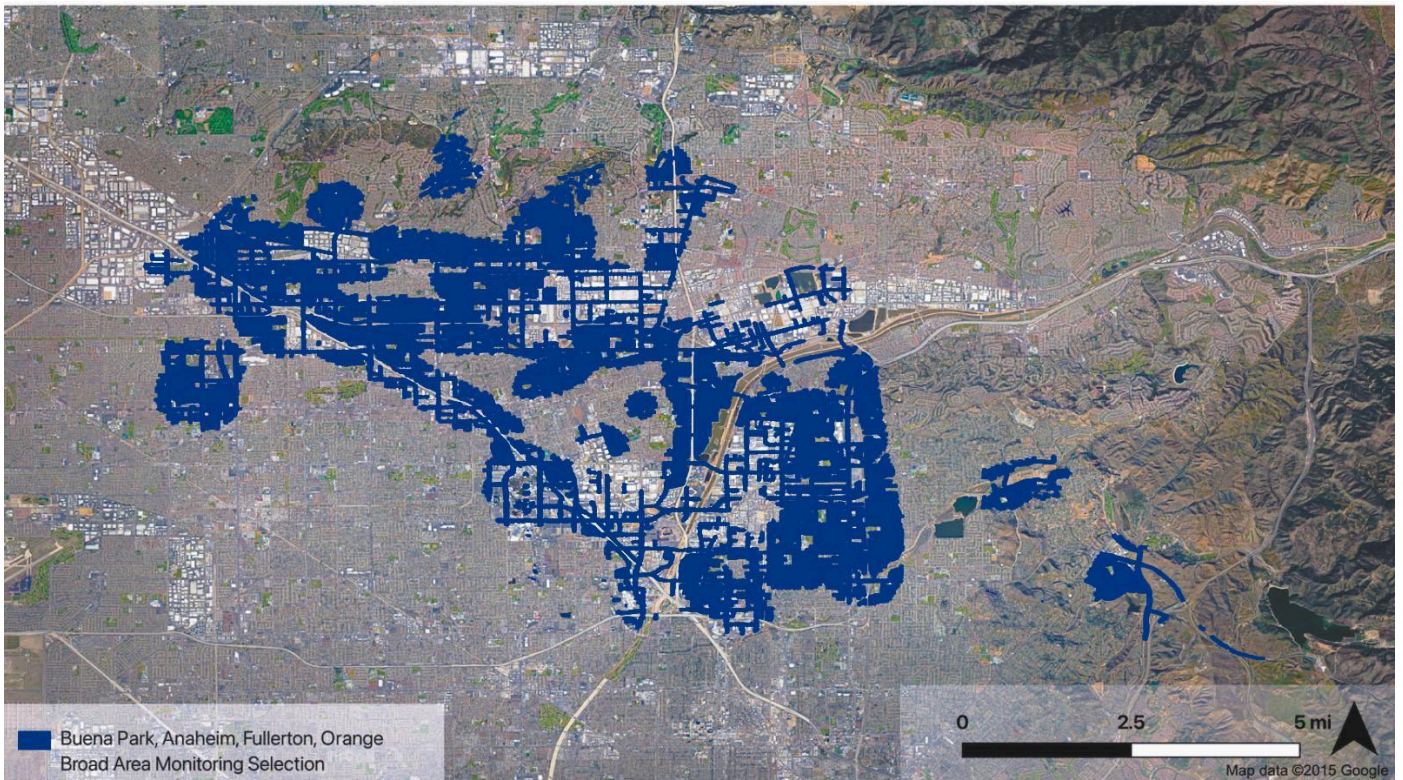 Buena Park, Anaheim, Fullerton, Orange
Broad Area Monitoring Selection
0 2.5 5 mi
Map data ©2015 Google